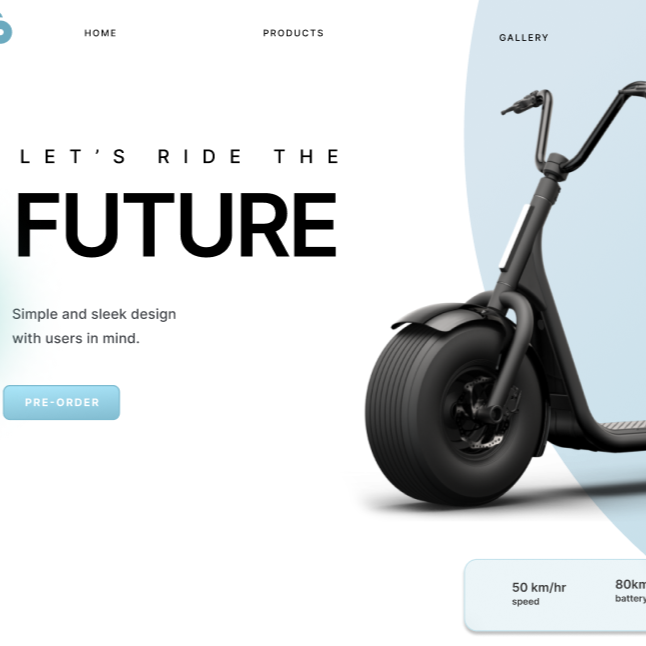 HOME PRODUCTS GALLERY
LET'S RIDE THE
FUTURE
Simple and sleek design
with users in mind.
PRE-ORDER
50 km/hr
speed
battery